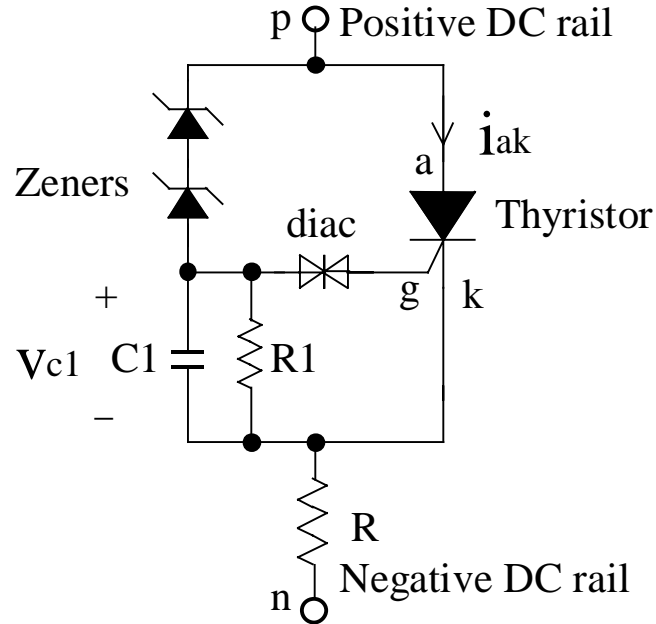 p Positive DC rail
iak
a
Zeners
Thyristor
diac
g k
+
vc1 C1 R1
−
R
Negative DC rail
n